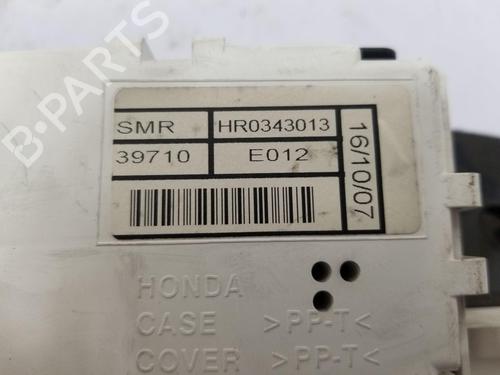 SMR HR0343013
39710 E012
16/10/07
HONDA
CASE >PP-T<
COVER >PP-T<
B-PARTS